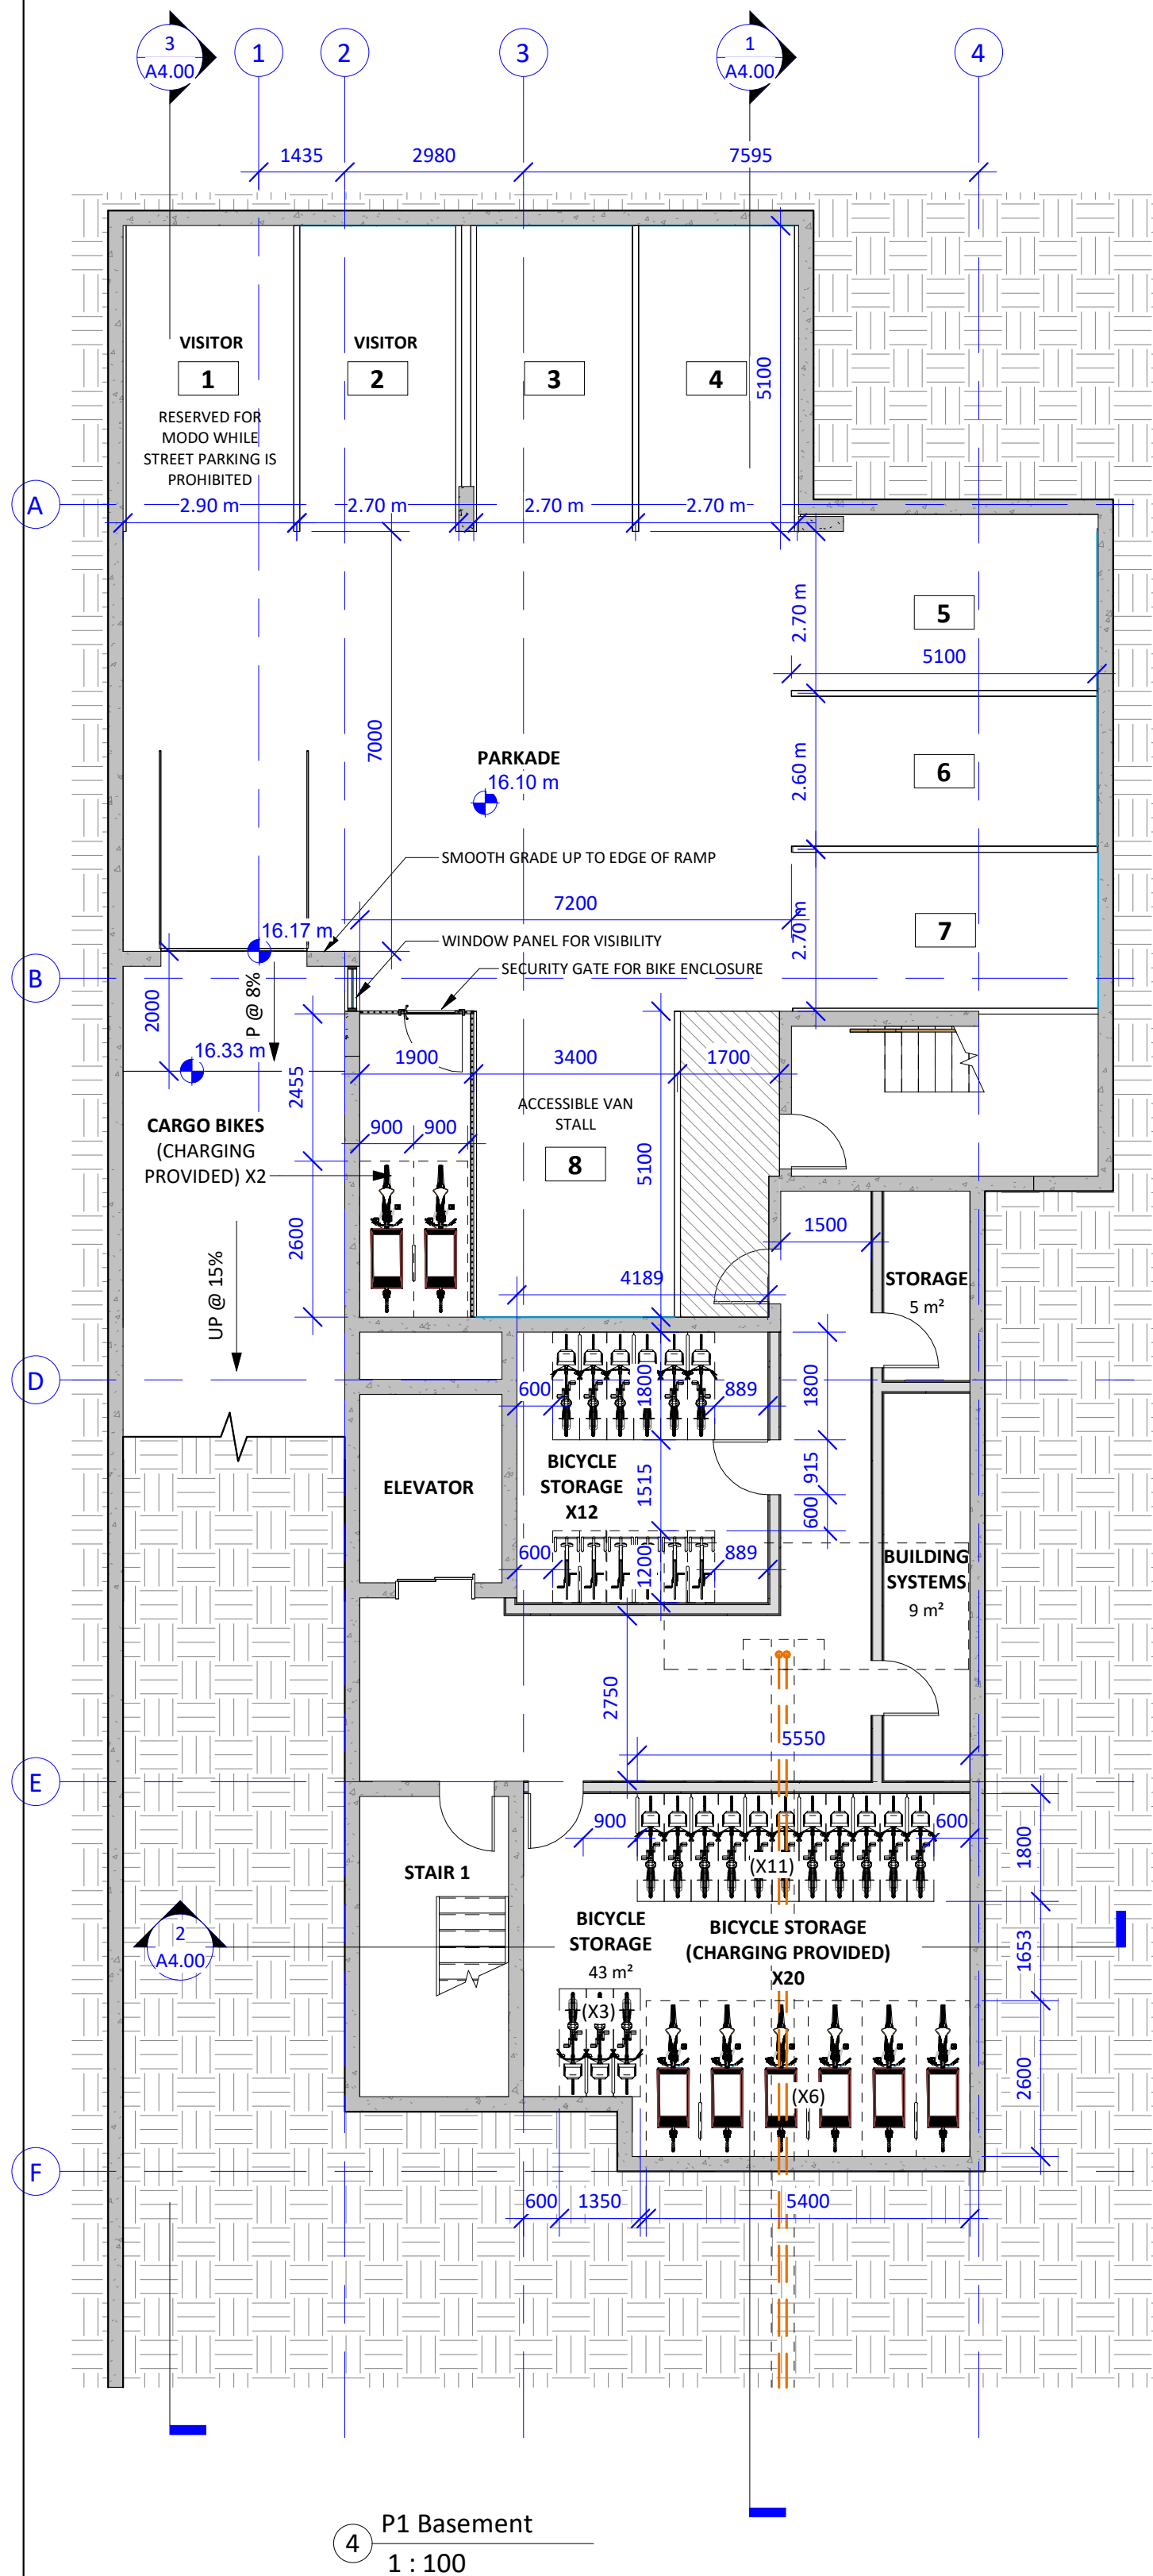 3
A4.00
1
2
3
1
A4.00
4
1435
2980
7595
VISITOR
1
RESERVED FOR
MODO WHILE
STREET PARKING IS
PROHIBITED
VISITOR
2
3
4
5100
A
2.90 m
2.70 m
2.70 m
2.70 m
2.70 m
5
5100
7000
PARKADE
16.10 m
2.60 m
6
SMOOTH GRADE UP TO EDGE OF RAMP
7200
2.70 m
7
16.17 m
WINDOW PANEL FOR VISIBILITY
SECURITY GATE FOR BIKE ENCLOSURE
B
2000
P @ 8%
16.33 m
2455
1900
3400
1700
CARGO BIKES
(CHARGING
PROVIDED) X2
900
900
ACCESSIBLE VAN
STALL
8
5100
2600
UP @ 15%
1500
4189
STORAGE
5 m²
D
600
1800
889
1800
ELEVATOR
BICYCLE
STORAGE
X12
1515
915
600
600
1200
889
BUILDING
SYSTEMS
9 m²
2750
5550
E
900
600
1800
STAIR 1
(X11)
2
A4.00
BICYCLE
STORAGE
43 m²
BICYCLE STORAGE
(CHARGING PROVIDED)
X20
1653
(X3)
(X6)
2600
F
600
1350
5400
4
P1 Basement
1 : 100